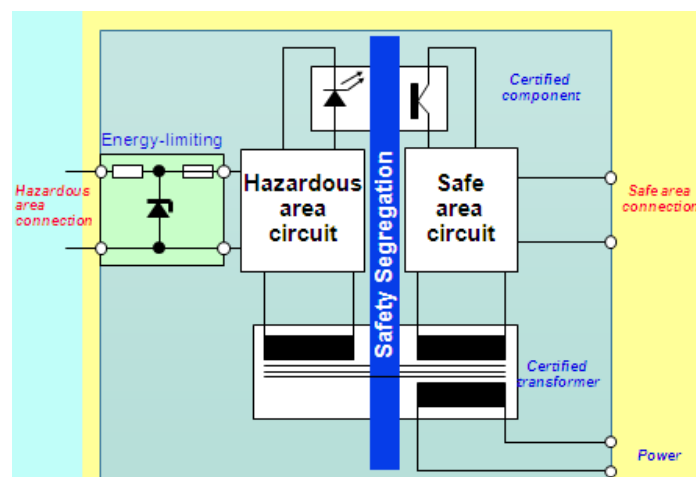 Certified
component
Energy-limiting
Hazardous
area
connection
Hazardous
area
circuit
Safety Segregation
Safe
area
circuit
Safe area
connection
Certified
transformer
Power